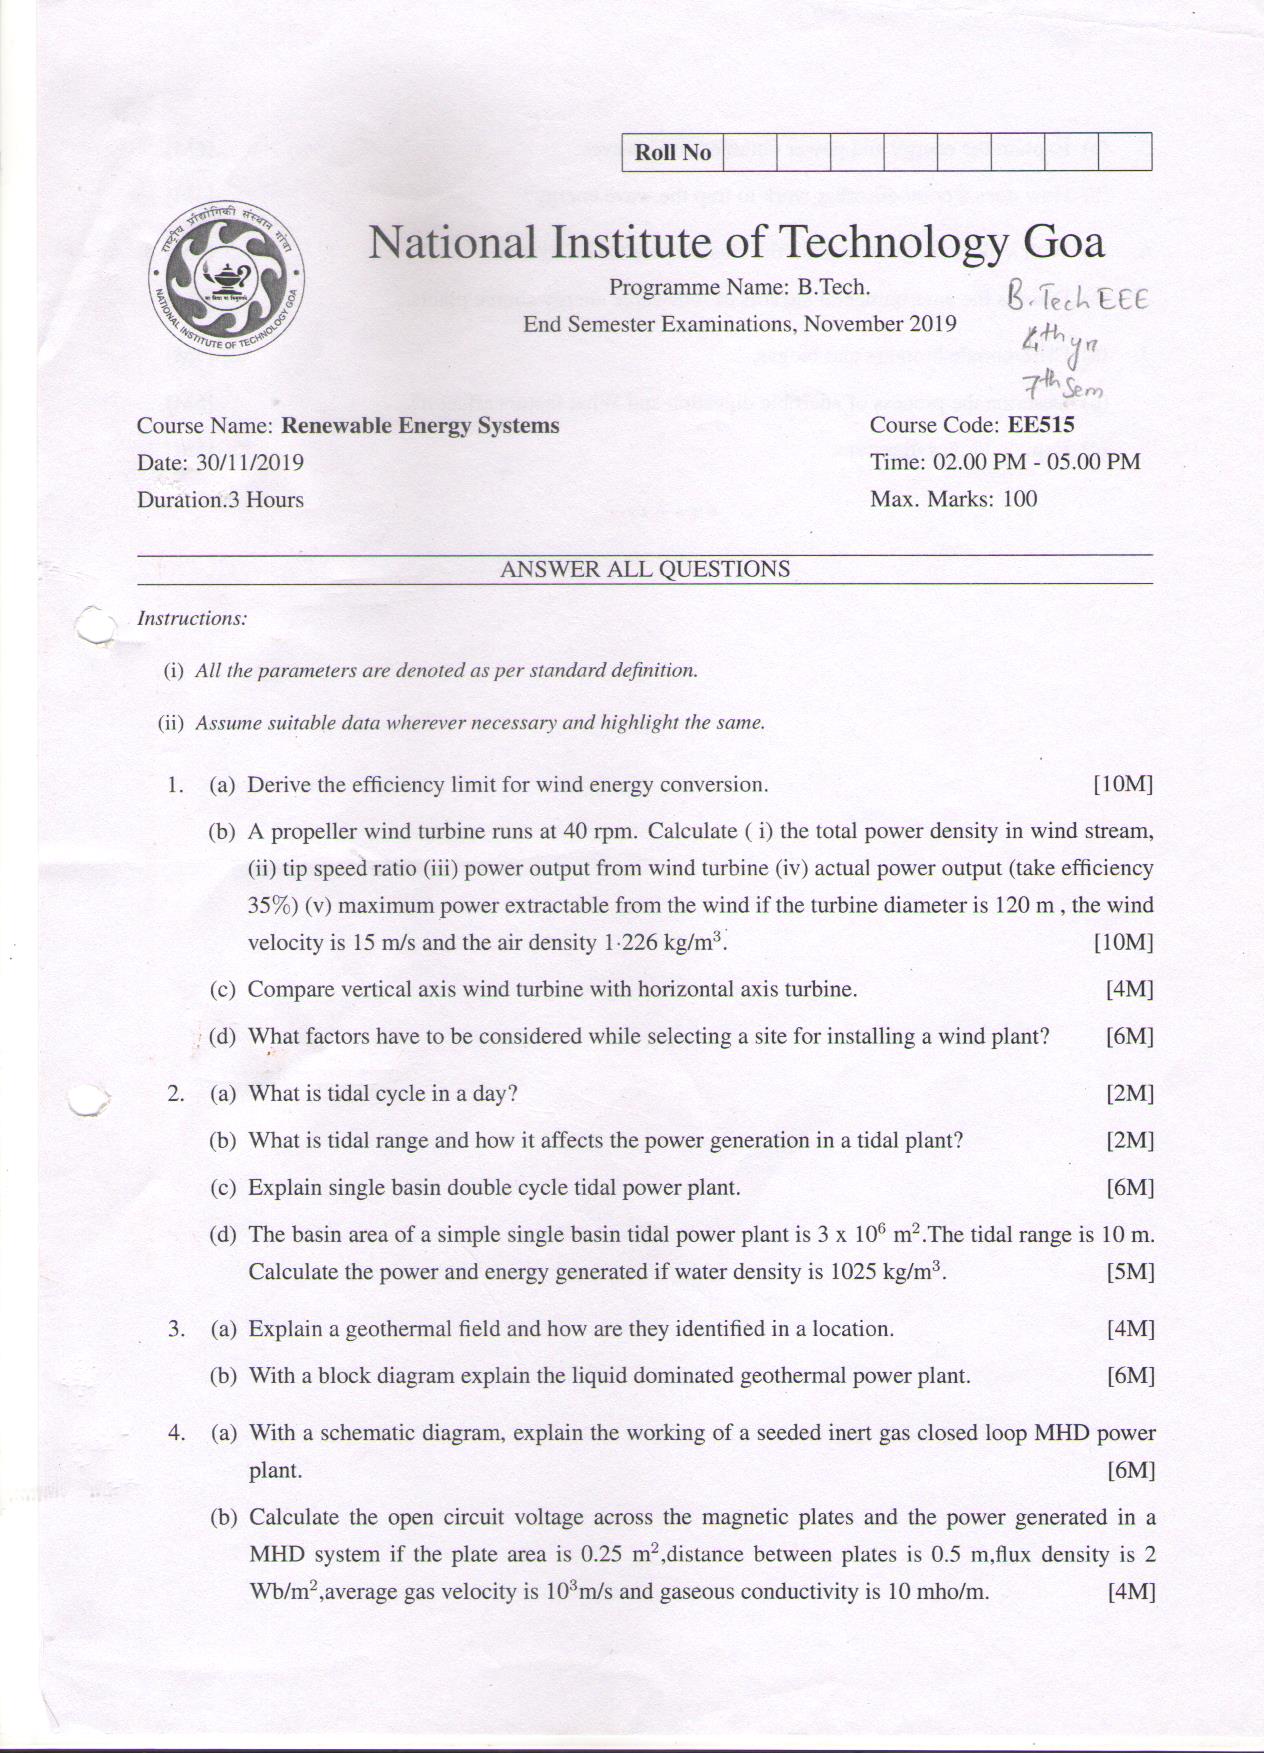 Roll No
राष्ट्रीय प्रौद्योगिकी संस्थान गोवा
NATIONAL INSTITUTE OF TECHNOLOGY GOA
National Institute of Technology Goa
Programme Name: B.Tech.
B.Tech EEE
End Semester Examinations, November 2019
4th yr
7th Sem
Course Name: Renewable Energy Systems
Course Code: EE515
Date: 30/11/2019
Time: 02.00 PM - 05.00 PM
Duration.3 Hours
Max. Marks: 100
ANSWER ALL QUESTIONS
Instructions:
(i) All the parameters are denoted as per standard definition.
(ii) Assume suitable data wherever necessary and highlight the same.
1. (a) Derive the efficiency limit for wind energy conversion. [10M]
(b) A propeller wind turbine runs at 40 rpm. Calculate ( i) the total power density in wind stream,
(ii) tip speed ratio (iii) power output from wind turbine (iv) actual power output (take efficiency
35%) (v) maximum power extractable from the wind if the turbine diameter is 120 m , the wind
velocity is 15 m/s and the air density 1·226 kg/m³. [10M]
(c) Compare vertical axis wind turbine with horizontal axis turbine. [4M]
(d) What factors have to be considered while selecting a site for installing a wind plant? [6M]
2. (a) What is tidal cycle in a day? [2M]
(b) What is tidal range and how it affects the power generation in a tidal plant? [2M]
(c) Explain single basin double cycle tidal power plant. [6M]
(d) The basin area of a simple single basin tidal power plant is 3 x 10⁶ m².The tidal range is 10 m.
Calculate the power and energy generated if water density is 1025 kg/m³. [5M]
3. (a) Explain a geothermal field and how are they identified in a location. [4M]
(b) With a block diagram explain the liquid dominated geothermal power plant. [6M]
4. (a) With a schematic diagram, explain the working of a seeded inert gas closed loop MHD power
plant. [6M]
(b) Calculate the open circuit voltage across the magnetic plates and the power generated in a
MHD system if the plate area is 0.25 m²,distance between plates is 0.5 m,flux density is 2
Wb/m²,average gas velocity is 10³m/s and gaseous conductivity is 10 mho/m. [4M]